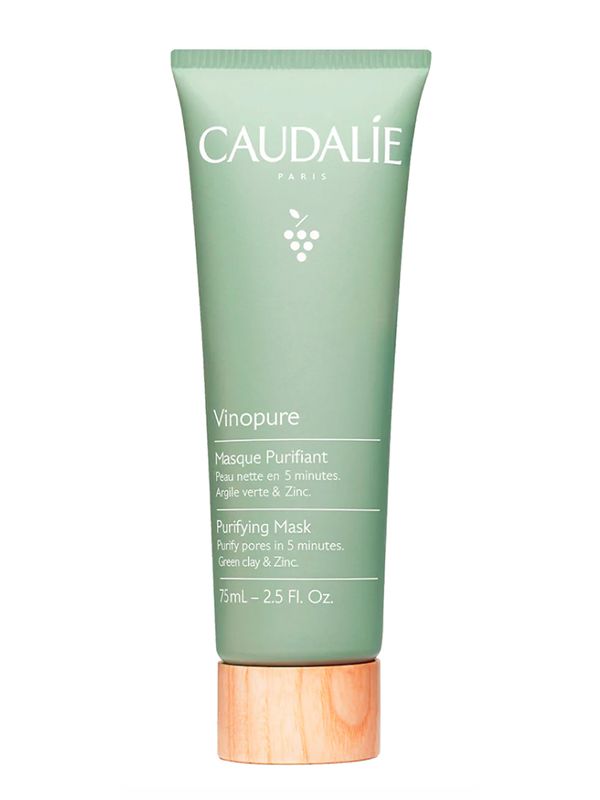 CAUDALÍE
PARIS
Vinopure
Masque Purifiant
Peau nette en 5 minutes.
Argile verte & Zinc.
Purifying Mask
Purify pores in 5 minutes.
Green clay & Zinc.
75mL – 2.5 Fl. Oz.